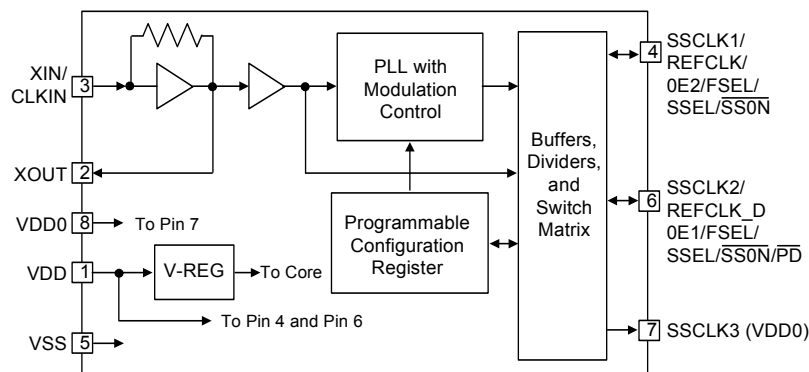 XIN/
CLKIN
3
XOUT
2
VDD0
8
To Pin 7
VDD
1
V-REG
To Core
To Pin 4 and Pin 6
VSS
5
PLL with
Modulation
Control
Programmable
Configuration
Register
Buffers,
Dividers,
and
Switch
Matrix
4
SSCLK1/
REFCLK/
0E2/FSEL/
SSEL/SS0N
6
SSCLK2/
REFCLK_D
0E1/FSEL/
SSEL/SS0N/PD
7
SSCLK3 (VDD0)